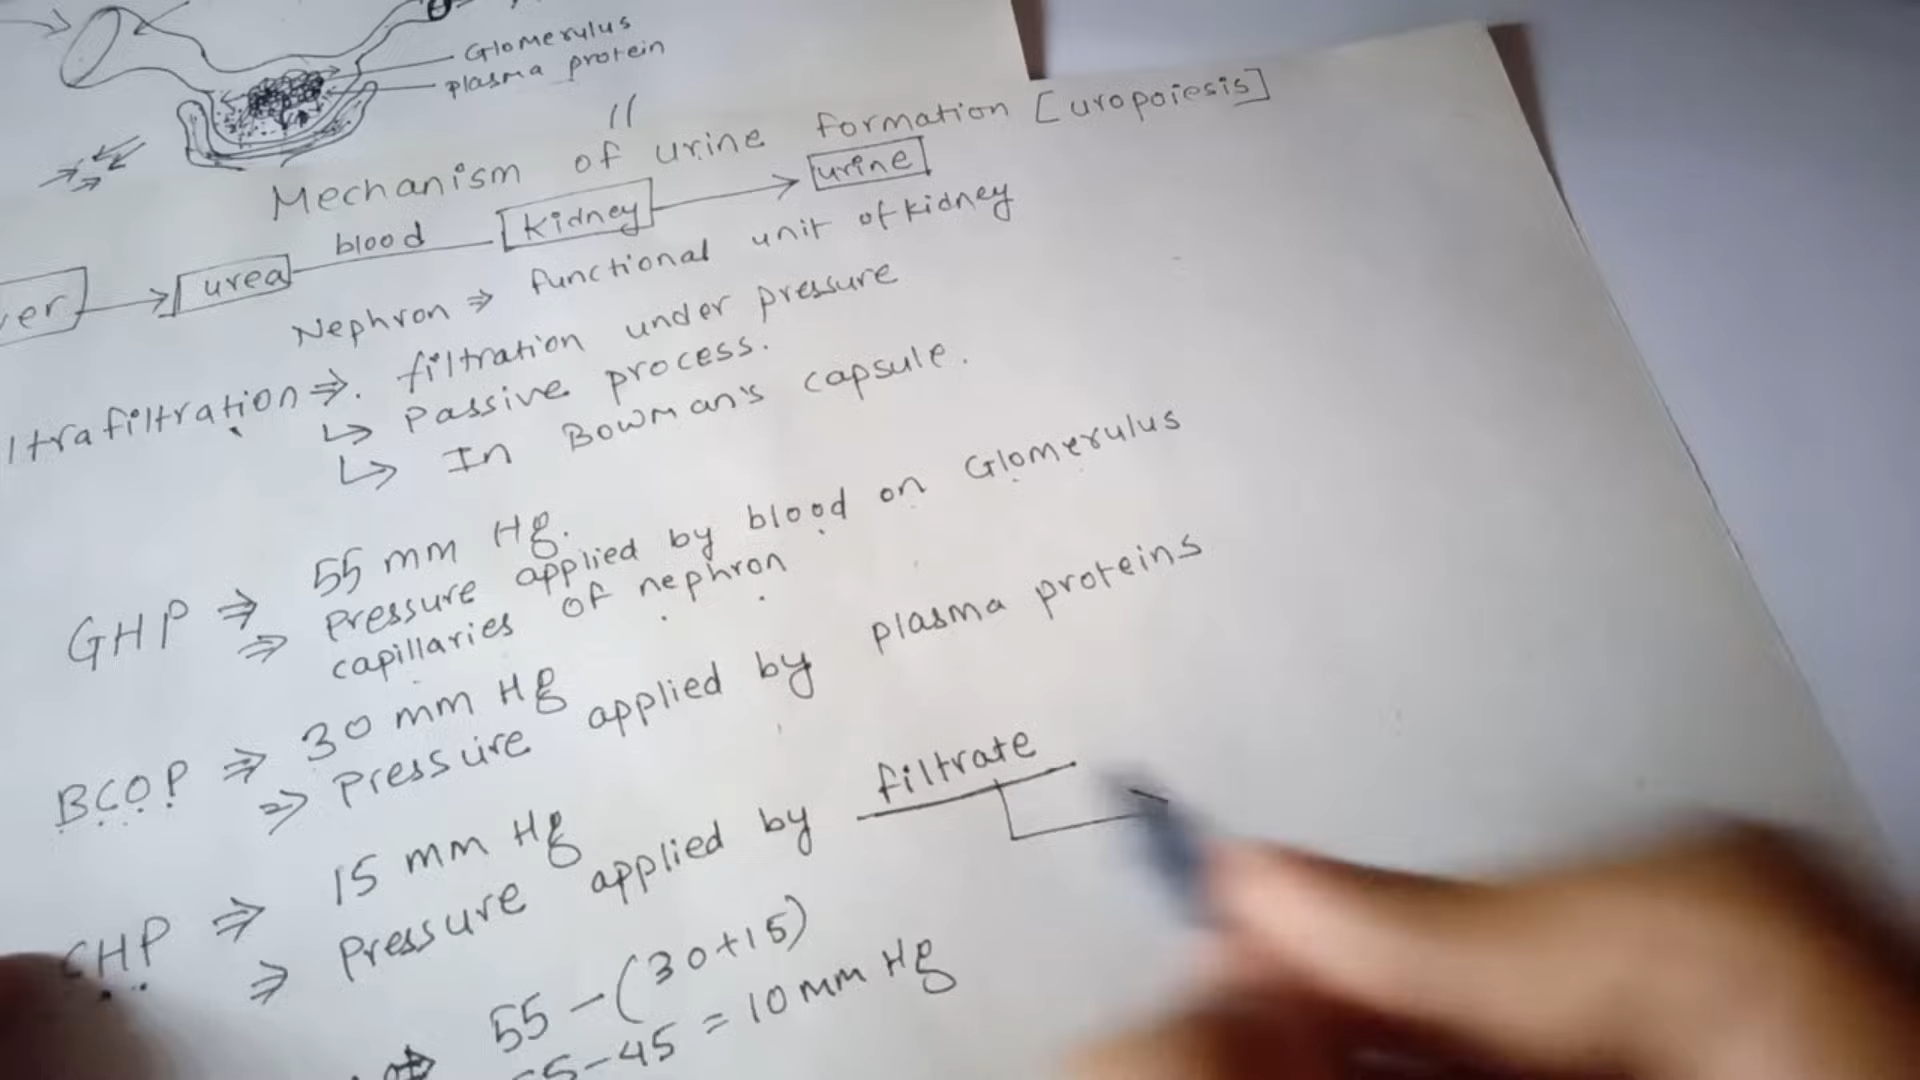 Glomerulus
plasma protein
Mechanism of urine formation [uropoiesis]
urea blood kidney urine
Nephron ⇒ functional unit of kidney
ltrafiltration ⇒. filtration under pressure
↳ Passive process.
↳ In Bowman's capsule.
GHP ⇒ 55 mm Hg.
⇒ Pressure applied by blood on Glomerulus
capillaries of nephron
BCOP ⇒ 30 mm Hg
⇒ Pressure applied by plasma proteins
CHP ⇒ 15 mm Hg
⇒ Pressure applied by filtrate
55 - (30+15)
-45 = 10 mm Hg